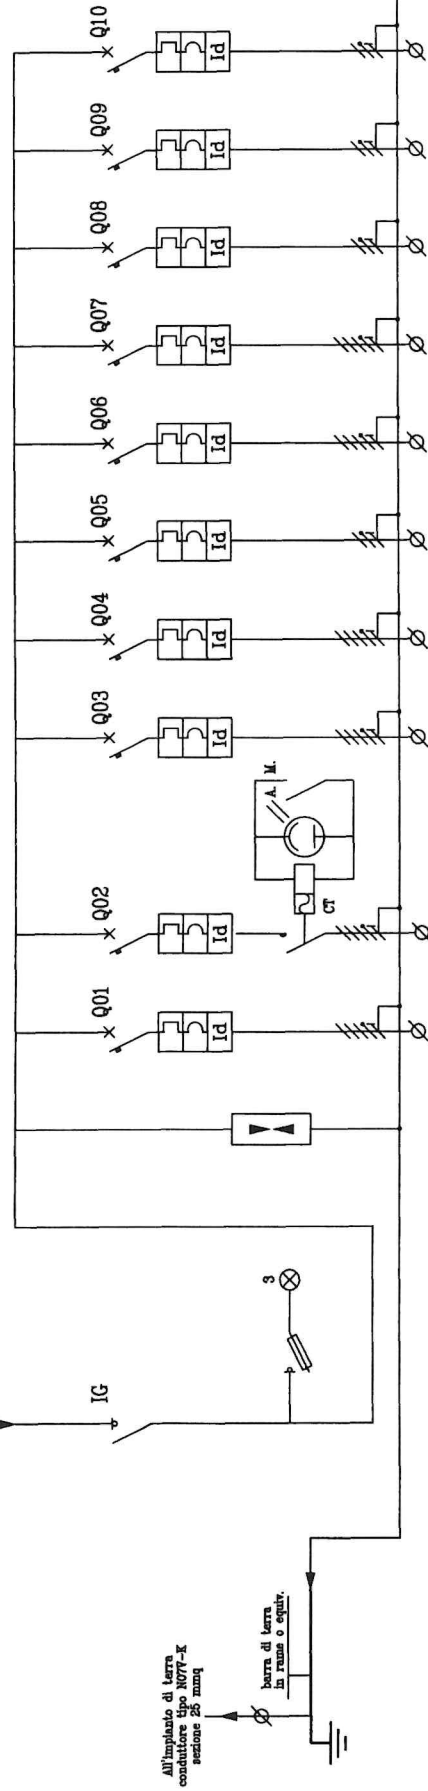 All'impianto di terra
conduttore tipo N07V-K
sezione 25 mmq
barra di terra
in rame o equiv.
IG
3
Q01
Id
Q02
Id
CT
A.
M.
Q03
Id
Q04
Id
Q05
Id
Q06
Id
Q07
Id
Q08
Id
Q09
Id
Q10
Id